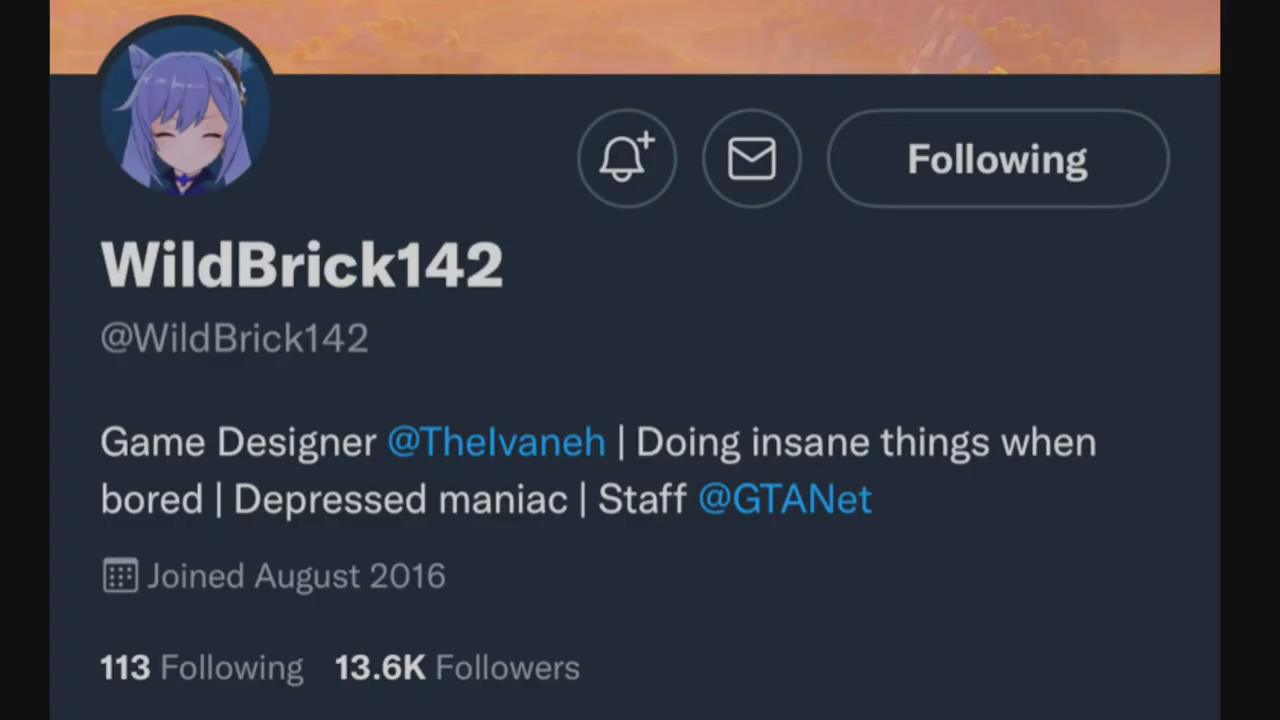 Following
WildBrick142
@WildBrick142
Game Designer @TheIvaneh | Doing insane things when
bored | Depressed maniac | Staff @GTANet
Joined August 2016
113 Following 13.6K Followers